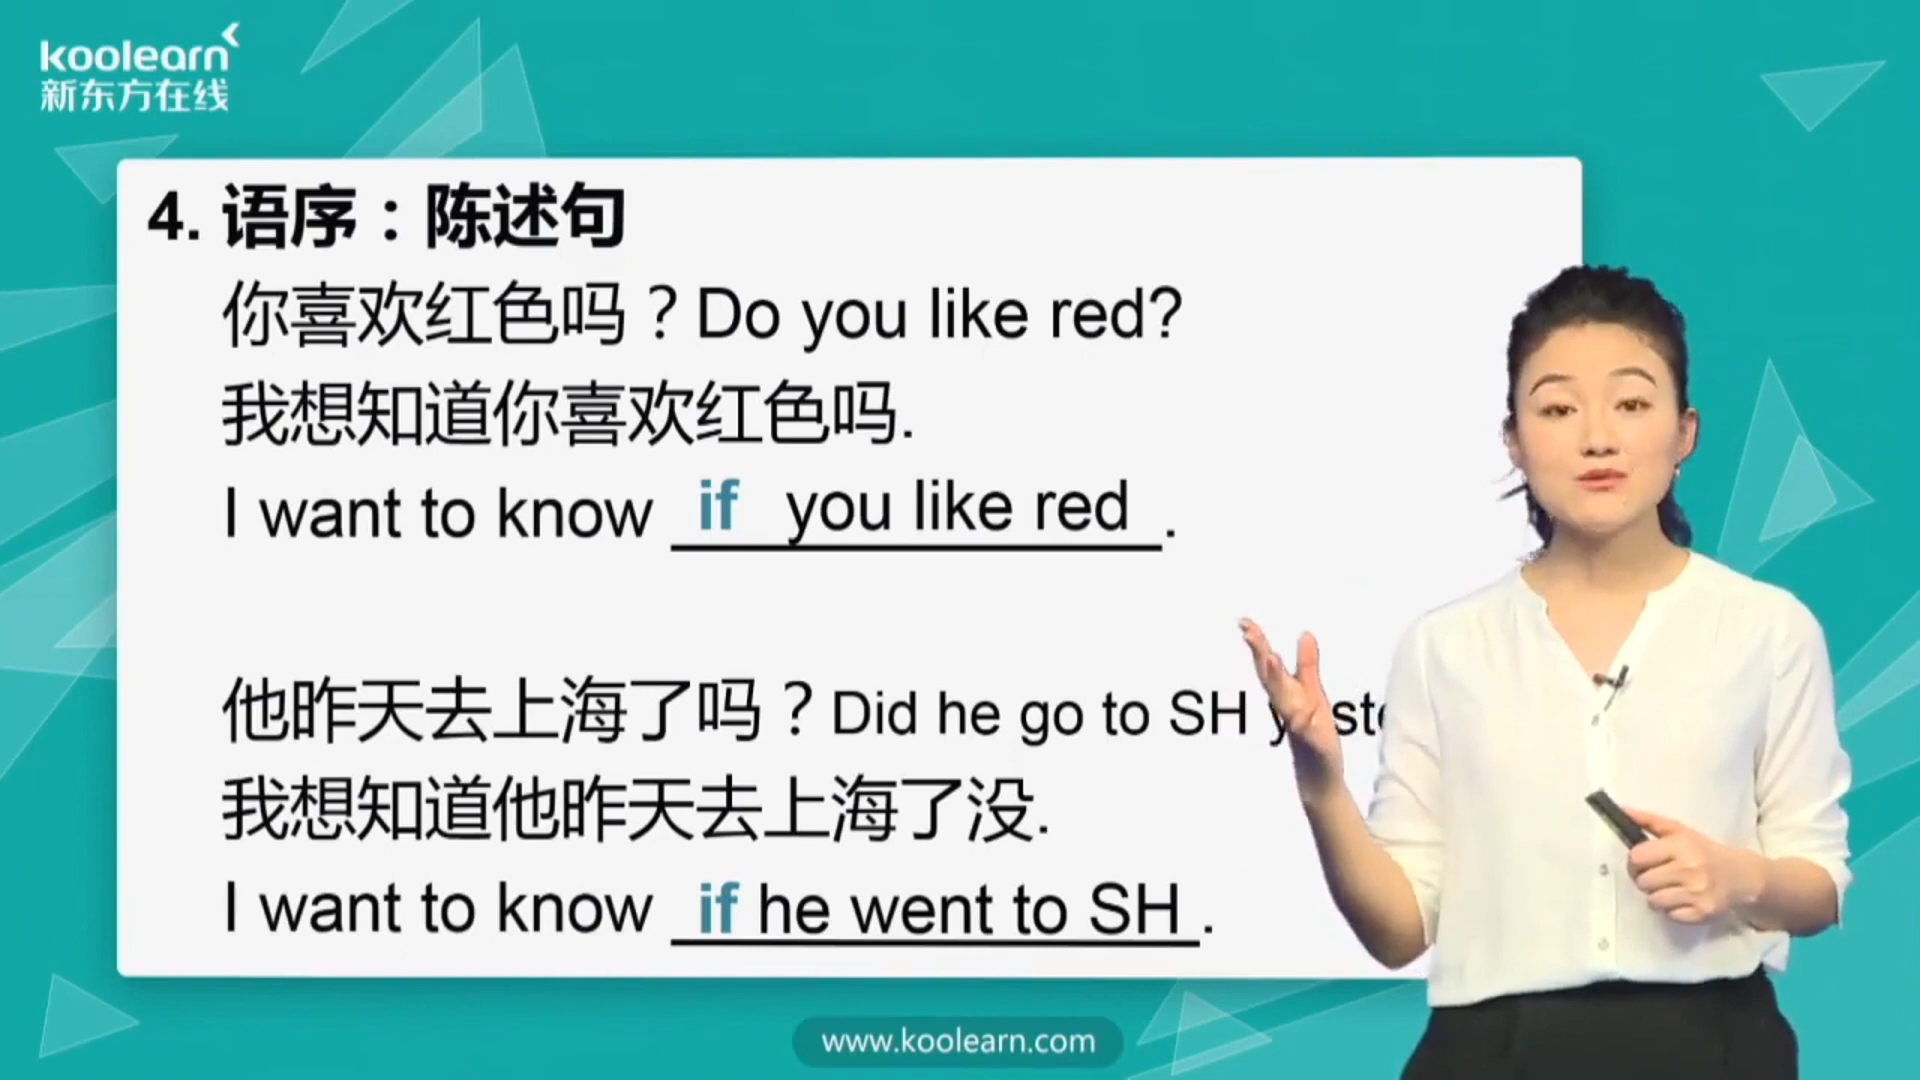 koolearn
新东方在线
4. 语序：陈述句
你喜欢红色吗？Do you like red?
我想知道你喜欢红色吗.
I want to know if you like red.
他昨天去上海了吗？Did he go to SH
我想知道他昨天去上海了没.
I want to know if he went to SH.
www.koolearn.com